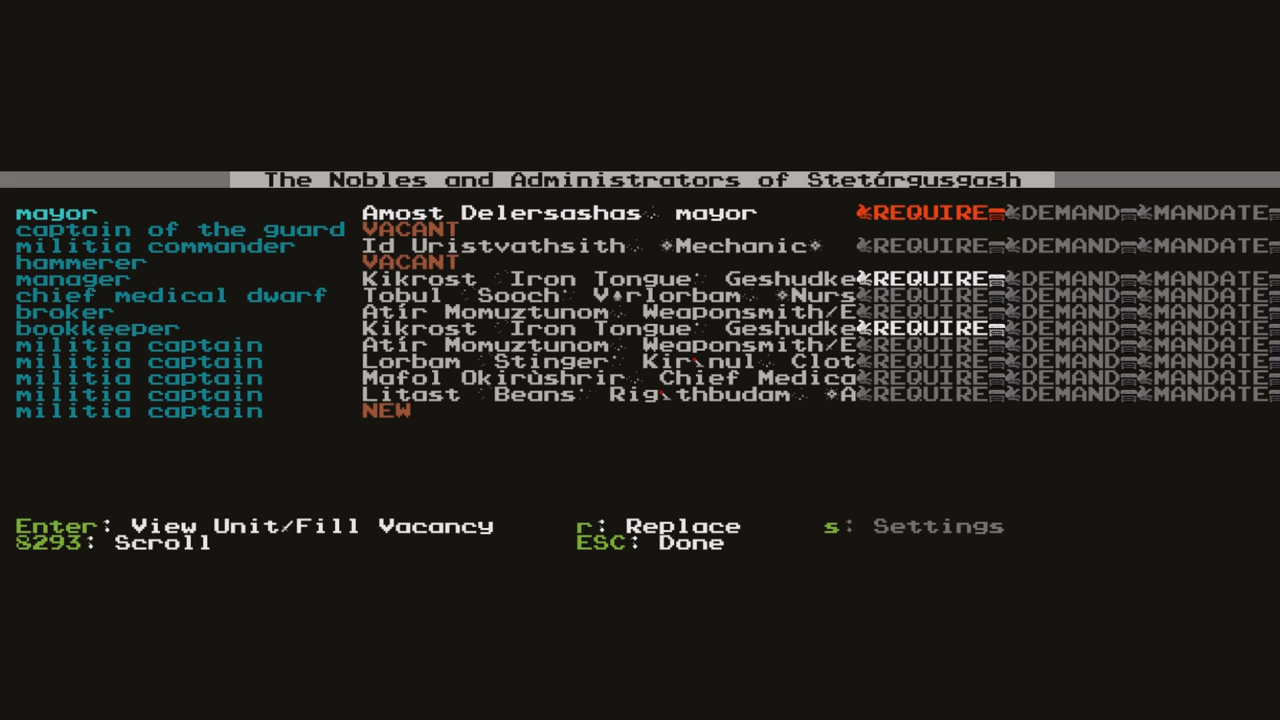 The Nobles and Administrators of Stetárgusgash
mayor Amost Delersashas mayor REQUIRE DEMAND MANDATE
captain of the guard VACANT
militia commander Id Uristvathsith Mechanic REQUIRE DEMAND MANDATE
hammerer VACANT
manager Kikrost Iron Tongue Geshudke REQUIRE DEMAND MANDATE
chief medical dwarf Tobul Sooch Nurs REQUIRE DEMAND MANDATE
broker Atír Momuztunom Weaponsmith/E REQUIRE DEMAND MANDATE
bookkeeper Kikrost Iron Tongue Geshudke REQUIRE DEMAND MANDATE
militia captain Atír Momuztunom Weaponsmith/E REQUIRE DEMAND MANDATE
militia captain Lorbam Stinger Clot REQUIRE DEMAND MANDATE
militia captain Mafol Okirùshrir Chief Medica REQUIRE DEMAND MANDATE
militia captain Litast Beans A REQUIRE DEMAND MANDATE
militia captain NEW
Enter: View Unit/Fill Vacancy r: Replace s: Settings
8293: Scroll ESC: Done